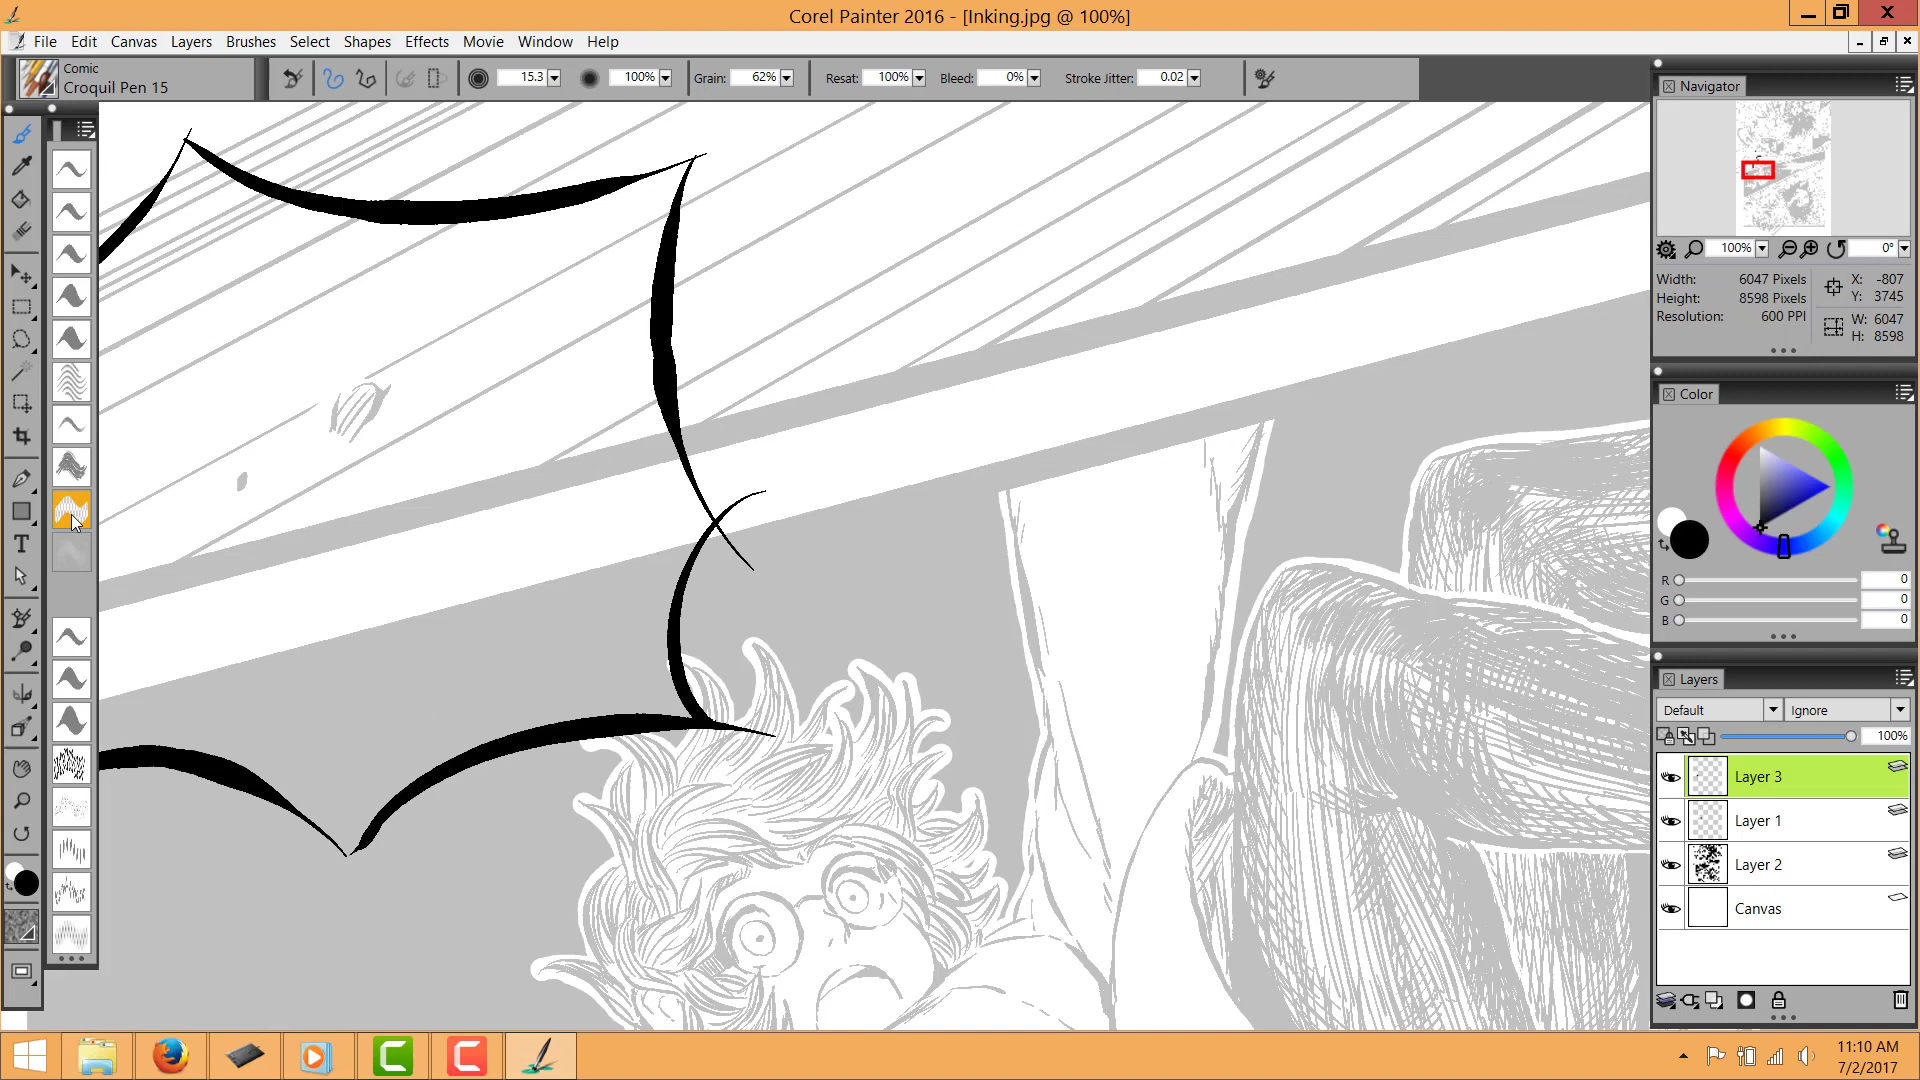 Corel Painter 2016 - [Inking.jpg @ 100%]
File Edit Canvas Layers Brushes Select Shapes Effects Movie Window Help
Comic
Croquil Pen 15
15.3 100% Grain: 62% Resat: 100% Bleed: 0% Stroke Jitter: 0.02
Navigator
100% 0°
Width: 6047 Pixels X: -807
Height: 8598 Pixels Y: 3745
Resolution: 600 PPI W: 6047
H: 8598
Color
R 0
G 0
B 0
Layers
Default Ignore
100%
Layer 3
Layer 1
Layer 2
Canvas
T
11:10 AM
7/2/2017